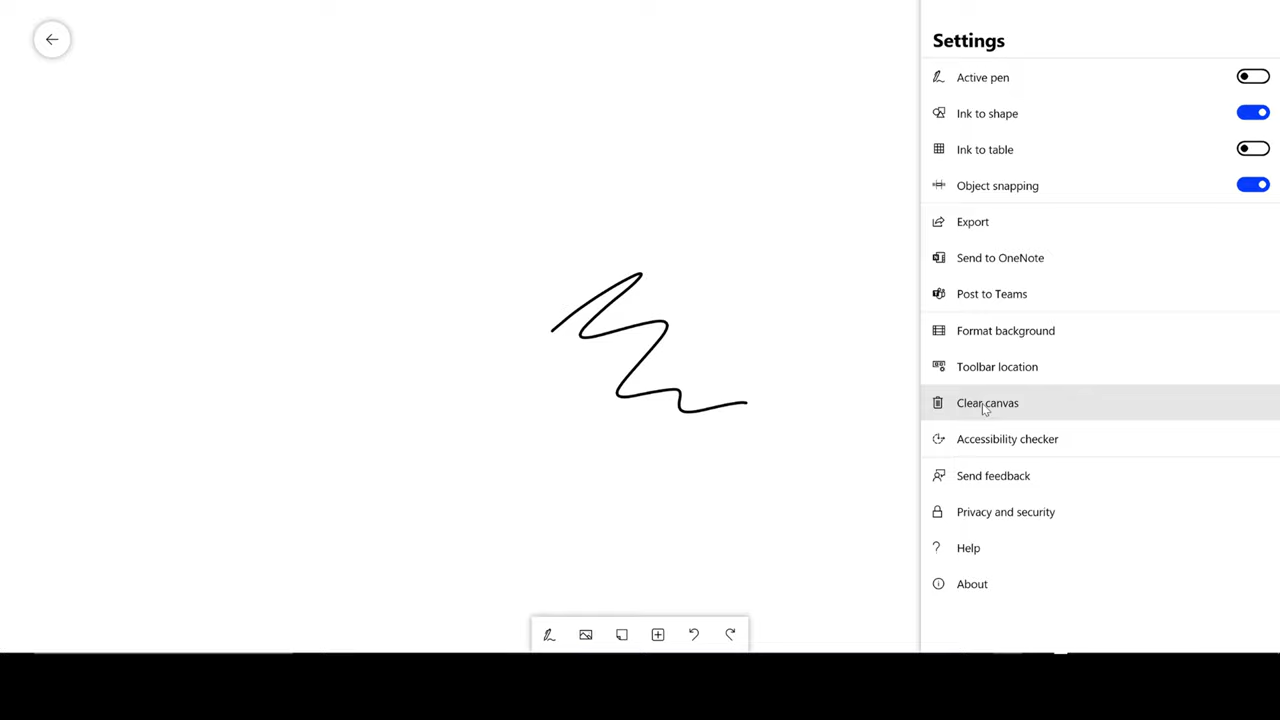 Settings
Active pen
Ink to shape
Ink to table
Object snapping
Export
Send to OneNote
Post to Teams
Format background
Toolbar location
Clear canvas
Accessibility checker
Send feedback
Privacy and security
Help
About